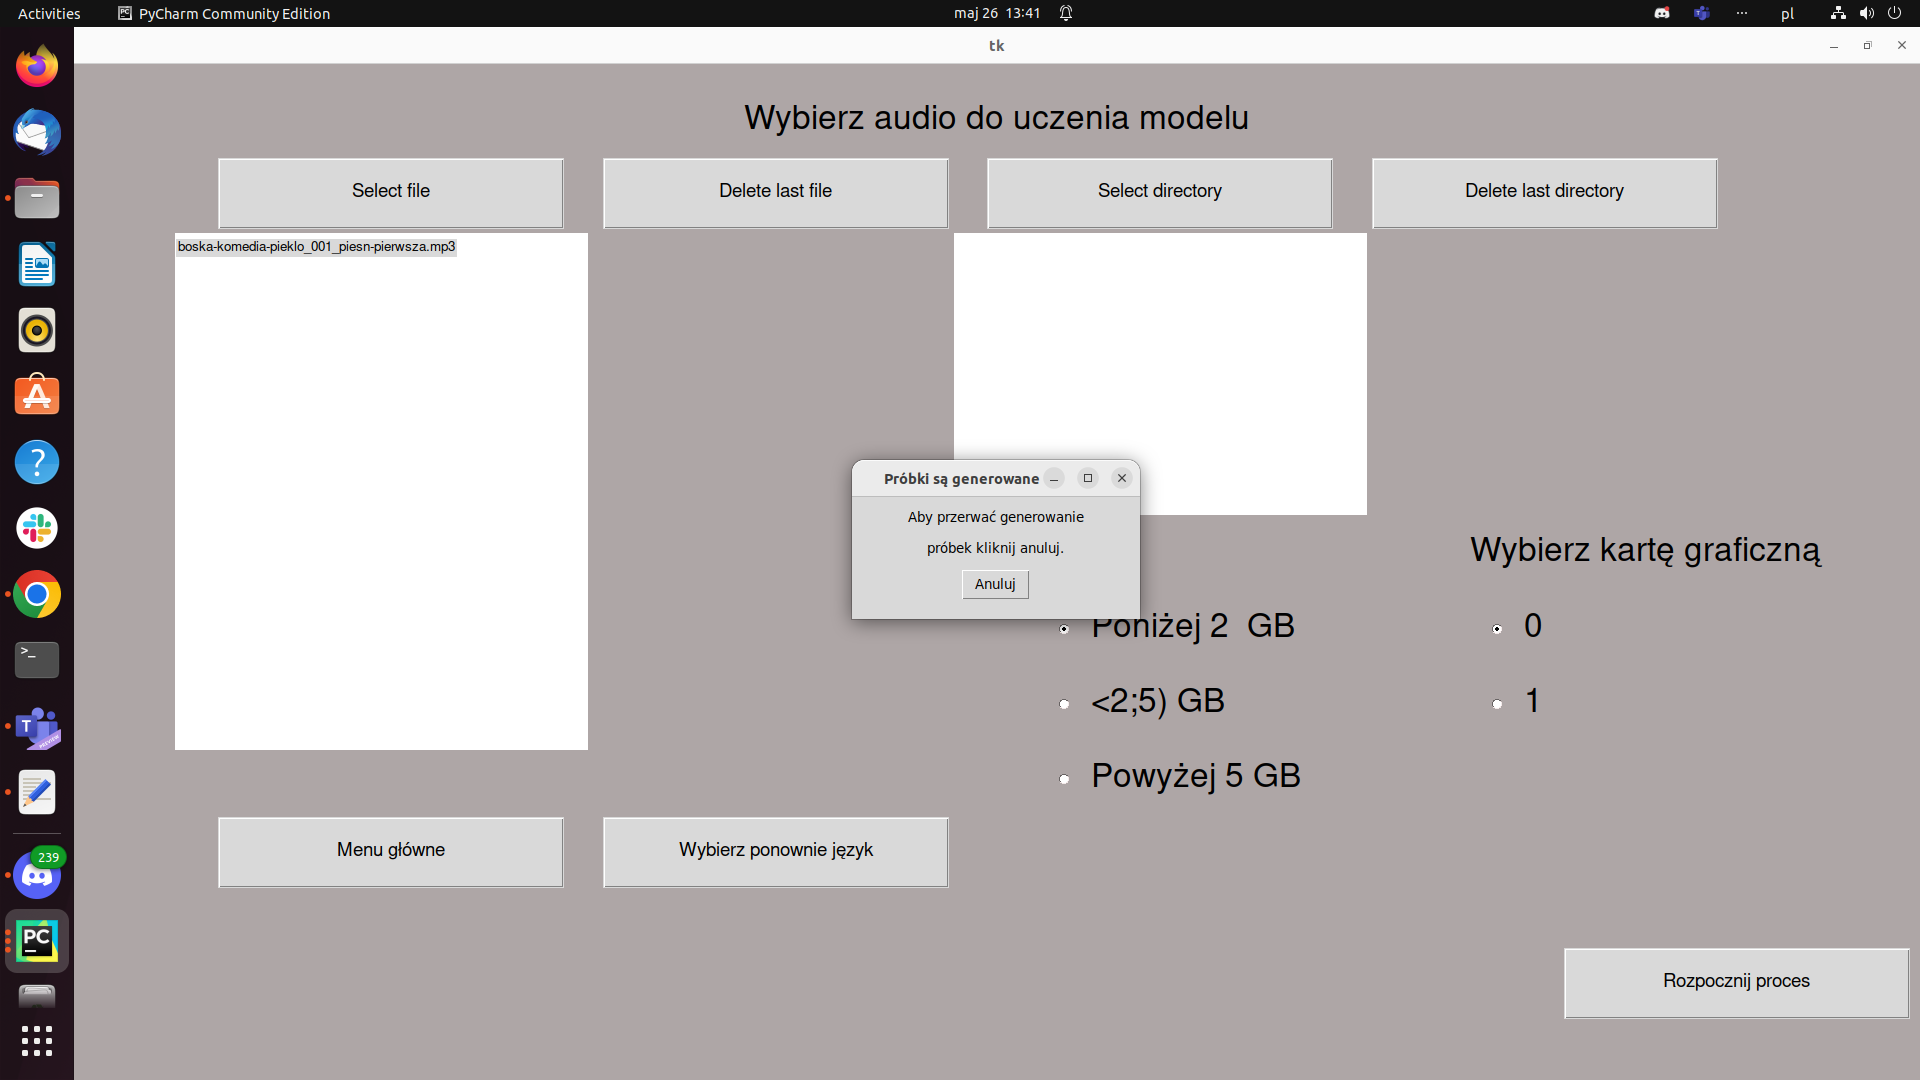 Activities
PyCharm Community Edition
maj 26 13:41
pl
tk
Wybierz audio do uczenia modelu
Select file
Delete last file
Select directory
Delete last directory
boska-komedia-pieklo_001_piesn-pierwsza.mp3
Próbki są generowane
Aby przerwać generowanie
próbek kliknij anuluj.
Anuluj
Wybierz kartę graficzną
Poniżej 2 GB
0
<2;5) GB
1
Powyżej 5 GB
Menu główne
Wybierz ponownie język
239
PC
Rozpocznij proces